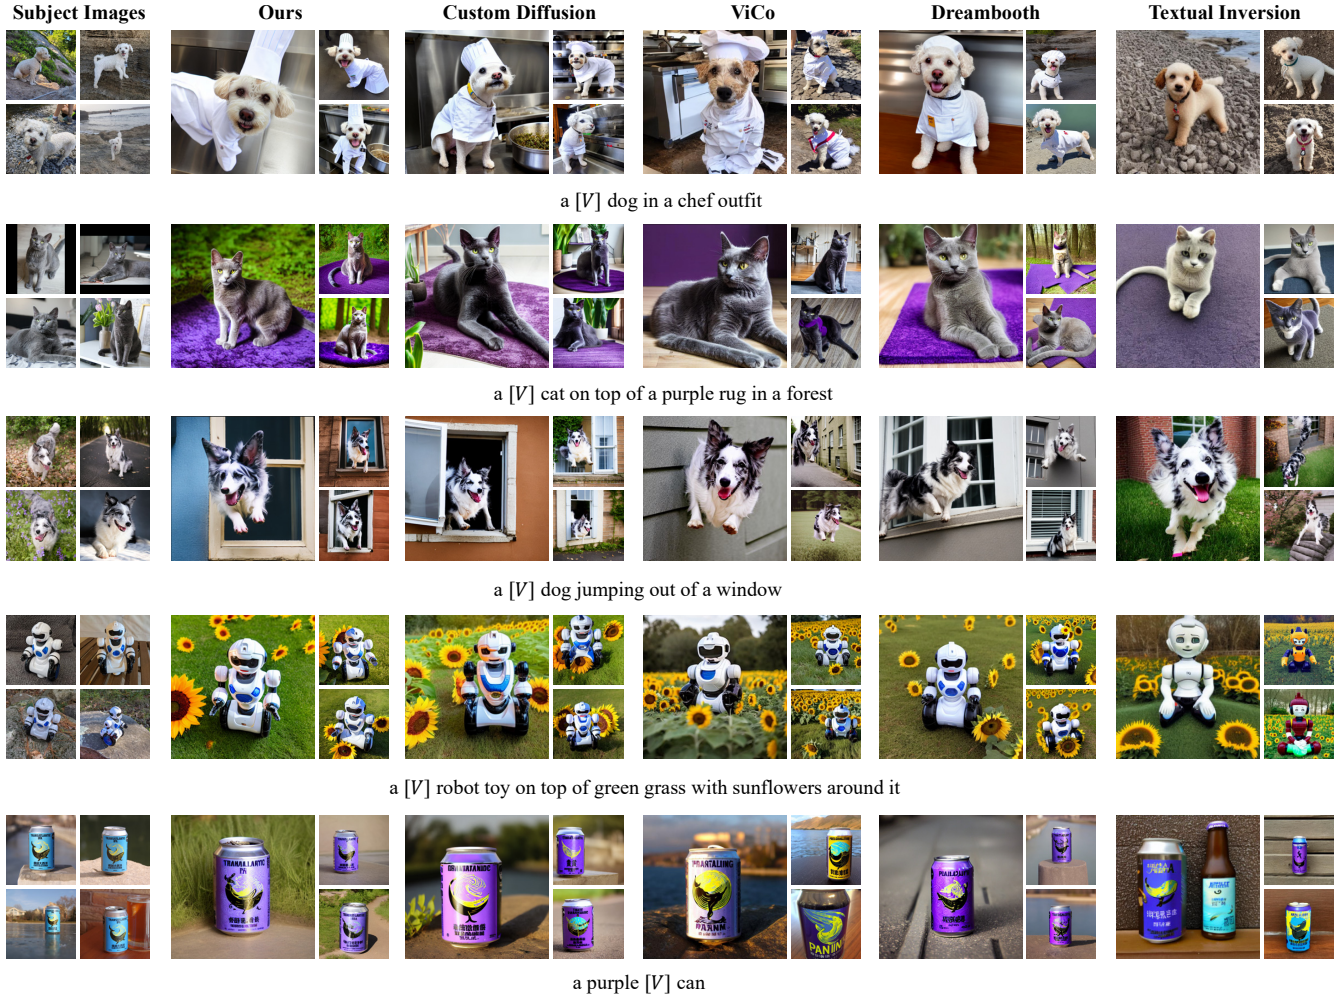 Subject Images
Ours
Custom Diffusion
ViCo
Dreambooth
Textual Inversion
a [V] dog in a chef outfit
a [V] cat on top of a purple rug in a forest
a [V] dog jumping out of a window
a [V] robot toy on top of green grass with sunflowers around it
a purple [V] can